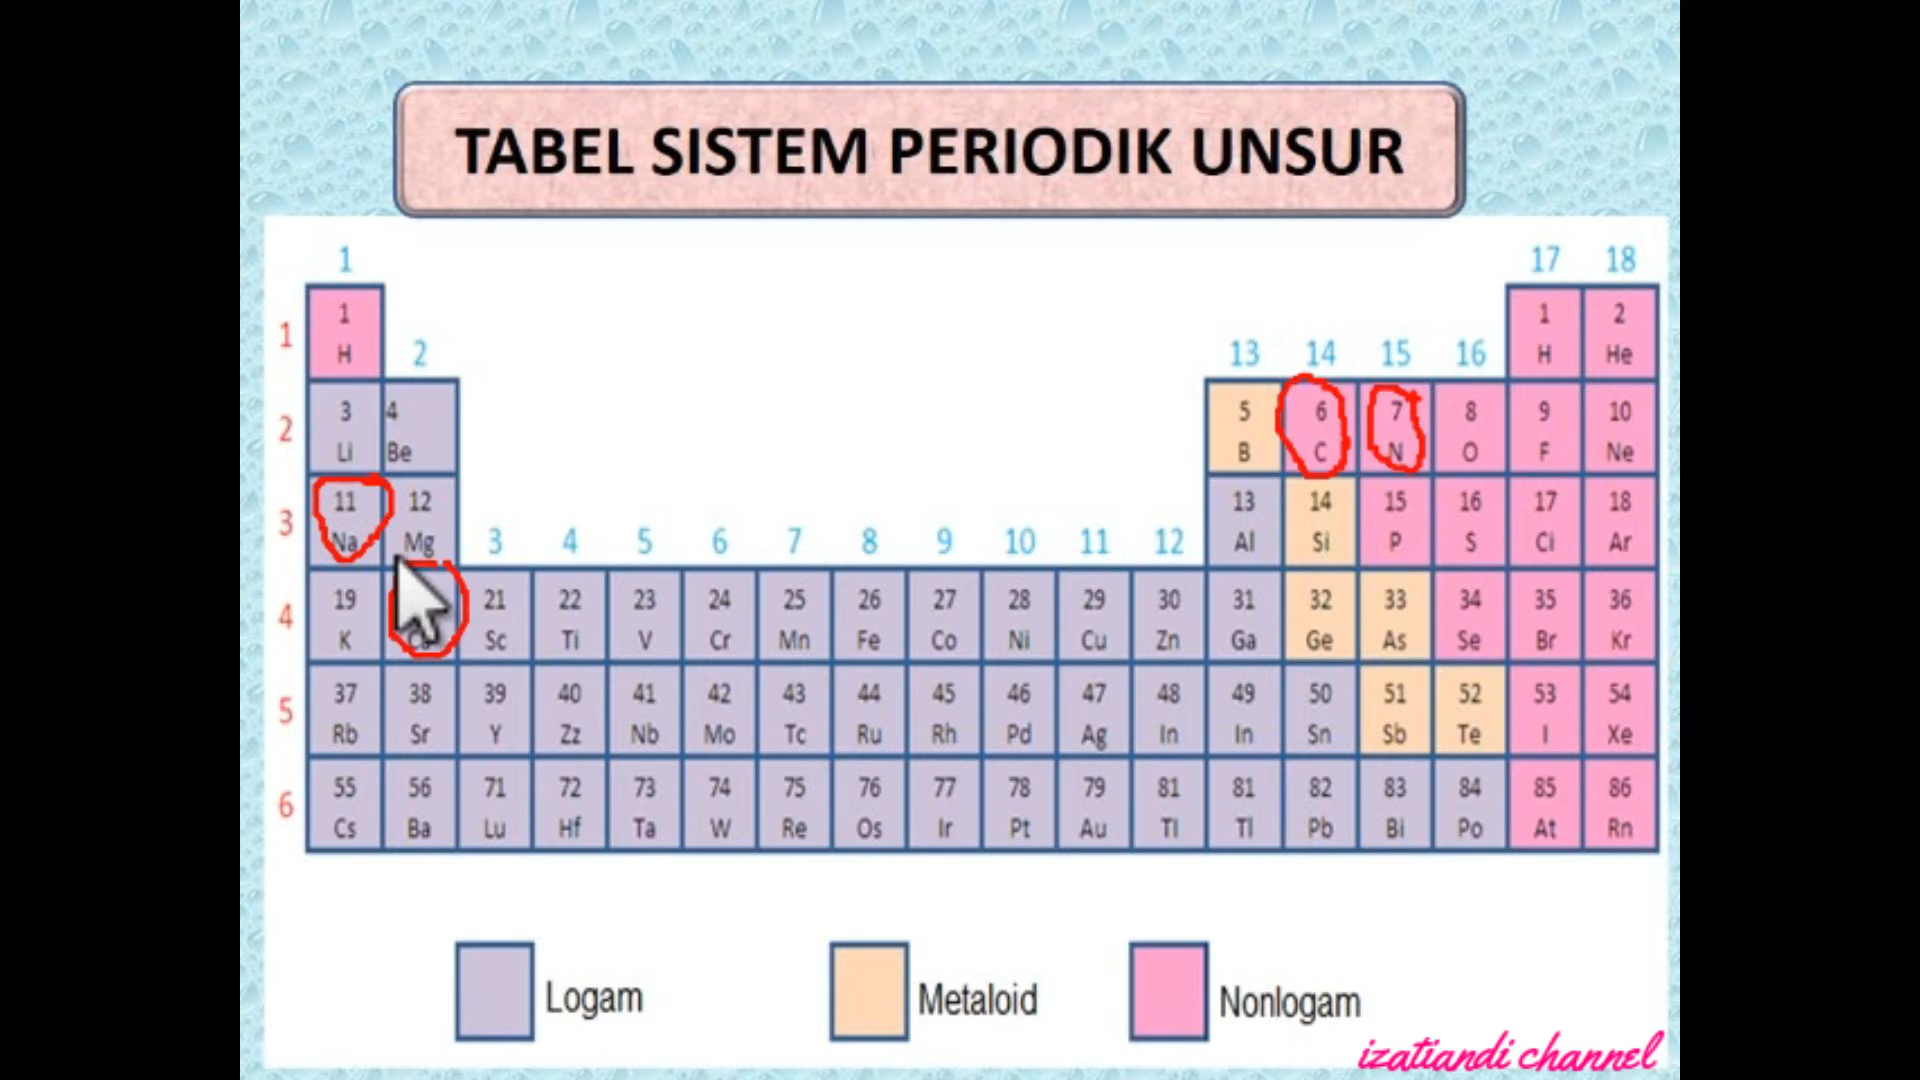 TABEL SISTEM PERIODIK UNSUR
1 17 18
1 1 1 2
H 2 13 14 15 16 H He
2 3 4 5 6 7 8 9 10
Li Be B C N O F Ne
3 11 12 13 14 15 16 17 18
Na Mg 3 4 5 6 7 8 9 10 11 12 Al Si P S Cl Ar
4 19 21 22 23 24 25 26 27 28 29 30 31 32 33 34 35 36
K Sc Ti V Cr Mn Fe Co Ni Cu Zn Ga Ge As Se Br Kr
5 37 38 39 40 41 42 43 44 45 46 47 48 49 50 51 52 53 54
Rb Sr Y Zz Nb Mo Tc Ru Rh Pd Ag In In Sn Sb Te I Xe
6 55 56 71 72 73 74 75 76 77 78 79 81 81 82 83 84 85 86
Cs Ba Lu Hf Ta W Re Os Ir Pt Au Tl Tl Pb Bi Po At Rn
Logam Metaloid Nonlogam
izatiandi channel